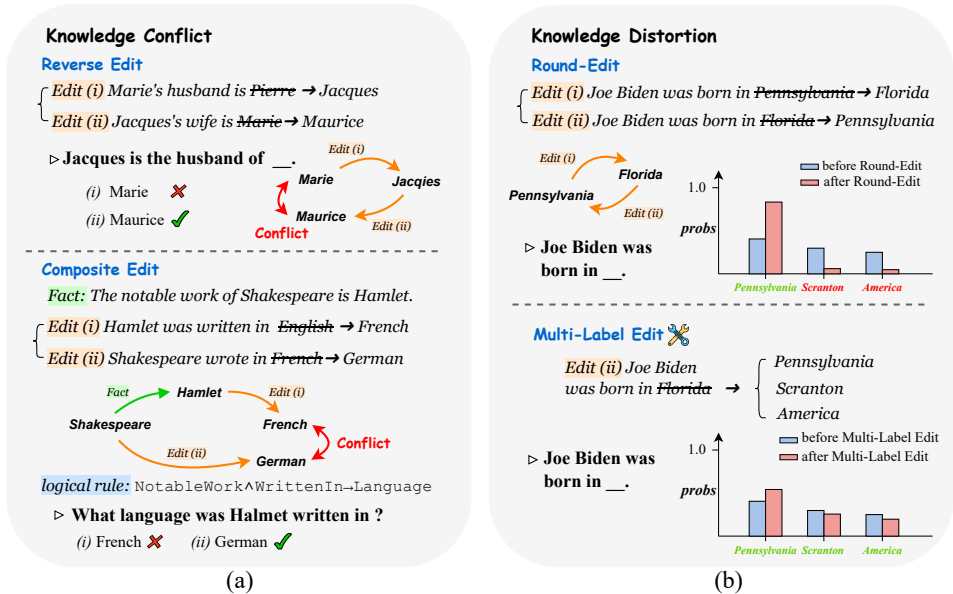 Knowledge Conflict
Reverse Edit
Edit (i) Marie's husband is Pierre → Jacques
Edit (ii) Jacques's wife is Marie → Maurice
▷ Jacques is the husband of __.
(i) Marie ✗
(ii) Maurice ✓
Edit (i)
Marie
Jacqies
Maurice
Edit (ii)
Conflict
Composite Edit
Fact: The notable work of Shakespeare is Hamlet.
Edit (i) Hamlet was written in English → French
Edit (ii) Shakespeare wrote in French → German
Fact
Hamlet
Edit (i)
Shakespeare
French
Conflict
Edit (ii)
German
logical rule: NotableWork∧WrittenIn→Language
▷ What language was Halmet written in ?
(i) French ✗ (ii) German ✓
(a)
Knowledge Distortion
Round-Edit
Edit (i) Joe Biden was born in Pennsylvania → Florida
Edit (ii) Joe Biden was born in Florida → Pennsylvania
Edit (i)
Florida
Pennsylvania
Edit (ii)
▷ Joe Biden was
born in __.
before Round-Edit
after Round-Edit
1.0
probs
Pennsylvania Scranton America
Multi-Label Edit
Edit (ii) Joe Biden
was born in Florida →
Pennsylvania
Scranton
America
▷ Joe Biden was
born in __.
before Multi-Label Edit
after Multi-Label Edit
1.0
probs
Pennsylvania Scranton America
(b)